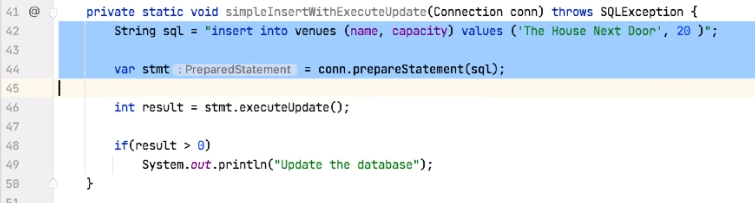 41 @ private static void simpleInsertWithExecuteUpdate(Connection conn) throws SQLException {
42 String sql = "insert into venues (name, capacity) values ('The House Next Door', 20 )";
43
44 var stmt : PreparedStatement = conn.prepareStatement(sql);
45
46 int result = stmt.executeUpdate();
47
48 if(result > 0)
49 System.out.println("Update the database");
50 }
51